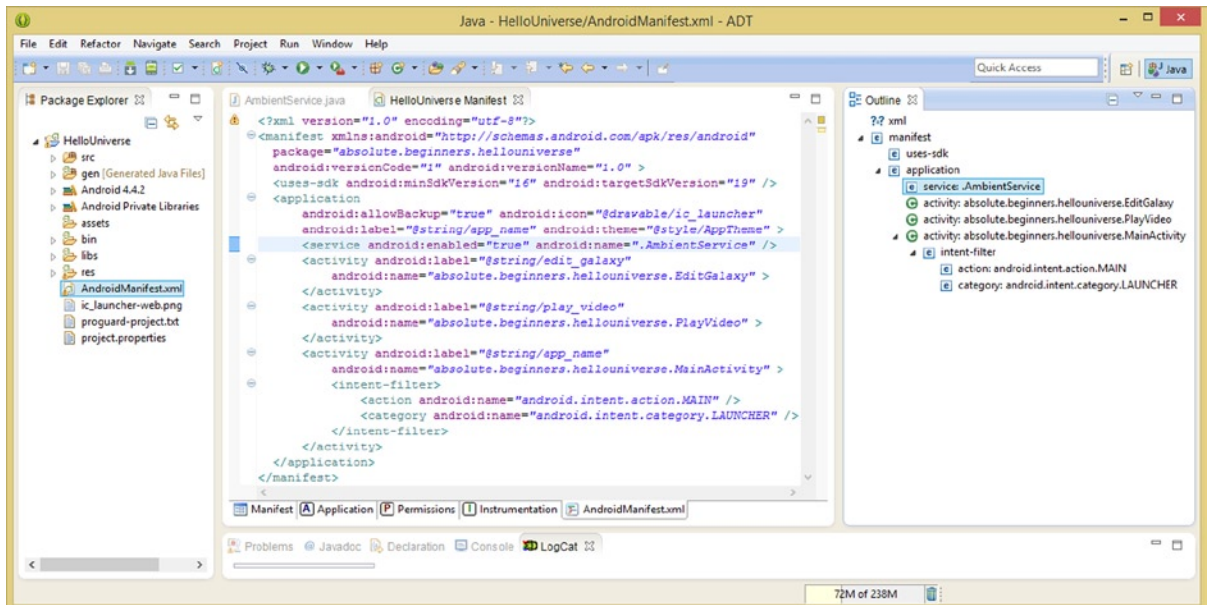 Java - HelloUniverse/AndroidManifest.xml - ADT
File Edit Refactor Navigate Search Project Run Window Help
Quick Access
Java
Package Explorer
HelloUniverse
src
gen [Generated Java Files]
Android 4.4.2
Android Private Libraries
assets
bin
libs
res
AndroidManifest.xml
ic_launcher-web.png
proguard-project.txt
project.properties
AmbientService.java
HelloUniverse Manifest
<?xml version="1.0" encoding="utf-8"?>
<manifest xmlns:android="http://schemas.android.com/apk/res/android"
package="absolute.beginners.hellouniverse"
android:versionCode="1" android:versionName="1.0" >
<uses-sdk android:minSdkVersion="16" android:targetSdkVersion="19" />
<application
android:allowBackup="true" android:icon="@drawable/ic_launcher"
android:label="@string/app_name" android:theme="@style/AppTheme" >
<service android:enabled="true" android:name=".AmbientService" />
<activity android:label="@string/edit_galaxy"
android:name="absolute.beginners.hellouniverse.EditGalaxy" >
</activity>
<activity android:label="@string/play_video"
android:name="absolute.beginners.hellouniverse.PlayVideo" >
</activity>
<activity android:label="@string/app_name"
android:name="absolute.beginners.hellouniverse.MainActivity" >
<intent-filter>
<action android:name="android.intent.action.MAIN" />
<category android:name="android.intent.category.LAUNCHER" />
</intent-filter>
</activity>
</application>
</manifest>
Manifest A Application P Permissions I Instrumentation AndroidManifest.xml
Outline
?-? xml
e manifest
e uses-sdk
e application
e service: .AmbientService
activity: absolute.beginners.hellouniverse.EditGalaxy
activity: absolute.beginners.hellouniverse.PlayVideo
activity: absolute.beginners.hellouniverse.MainActivity
e intent-filter
e action: android.intent.action.MAIN
e category: android.intent.category.LAUNCHER
Problems @ Javadoc Declaration Console LogCat
72M of 238M